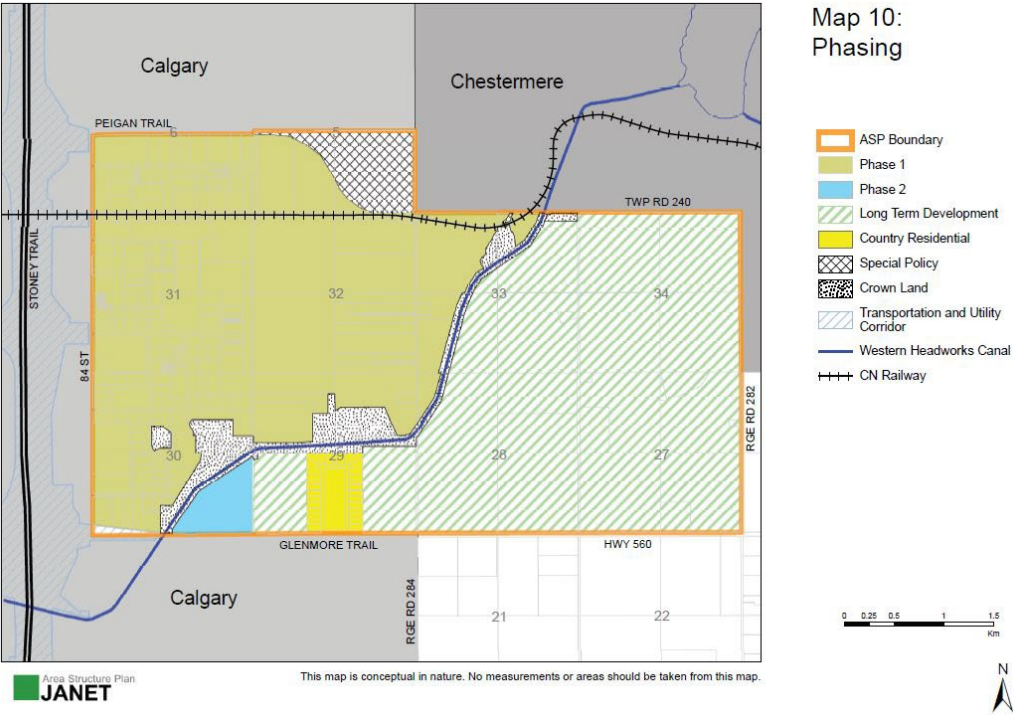 Map 10:
Phasing
Calgary
Chestermere
PEIGAN TRAIL
6
5
TWP RD 240
STONEY TRAIL
31
32
33
34
84 ST
RGE RD 282
30
29
28
27
GLENMORE TRAIL
HWY 560
Calgary
RGE RD 284
21
22
ASP Boundary
Phase 1
Phase 2
Long Term Development
Country Residential
Special Policy
Crown Land
Transportation and Utility
Corridor
Western Headworks Canal
CN Railway
0 0.25 0.5 1 1.5
Km
N
Area Structure Plan
JANET
This map is conceptual in nature. No measurements or areas should be taken from this map.